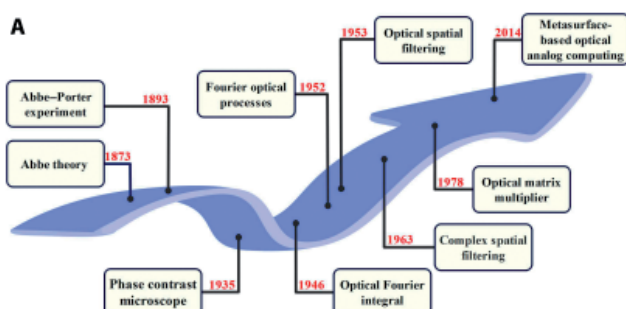 A
1953
Optical spatial filtering
2014
Metasurface-
based optical
analog computing
Abbe–Porter
experiment
1893
Fourier optical
processes
1952
Abbe theory
1873
1978
Optical matrix
multiplier
1963
Complex spatial
filtering
Phase contrast
microscope
1935
1946
Optical Fourier
integral